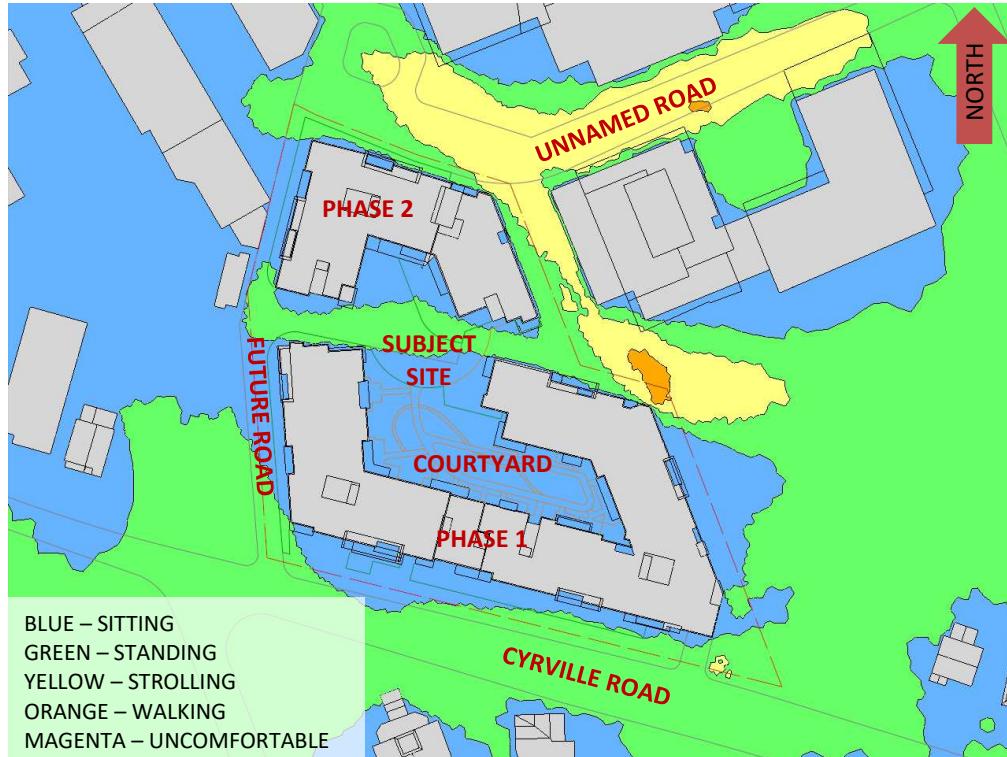 NORTH
UNNAMED ROAD
PHASE 2
SUBJECT
SITE
FUTURE ROAD
COURTYARD
PHASE 1
CYRVILLE ROAD
BLUE – SITTING
GREEN – STANDING
YELLOW – STROLLING
ORANGE – WALKING
MAGENTA – UNCOMFORTABLE